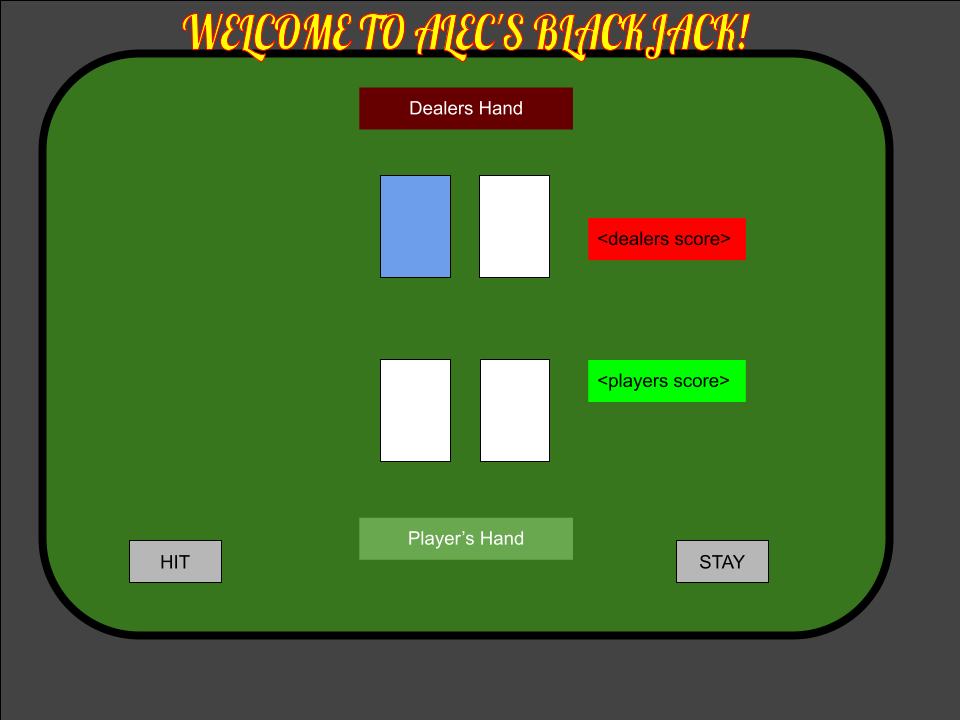 WELCOME TO ALEC'S BLACKJACK!
Dealers Hand
<dealers score>
<players score>
Player’s Hand
HIT
STAY